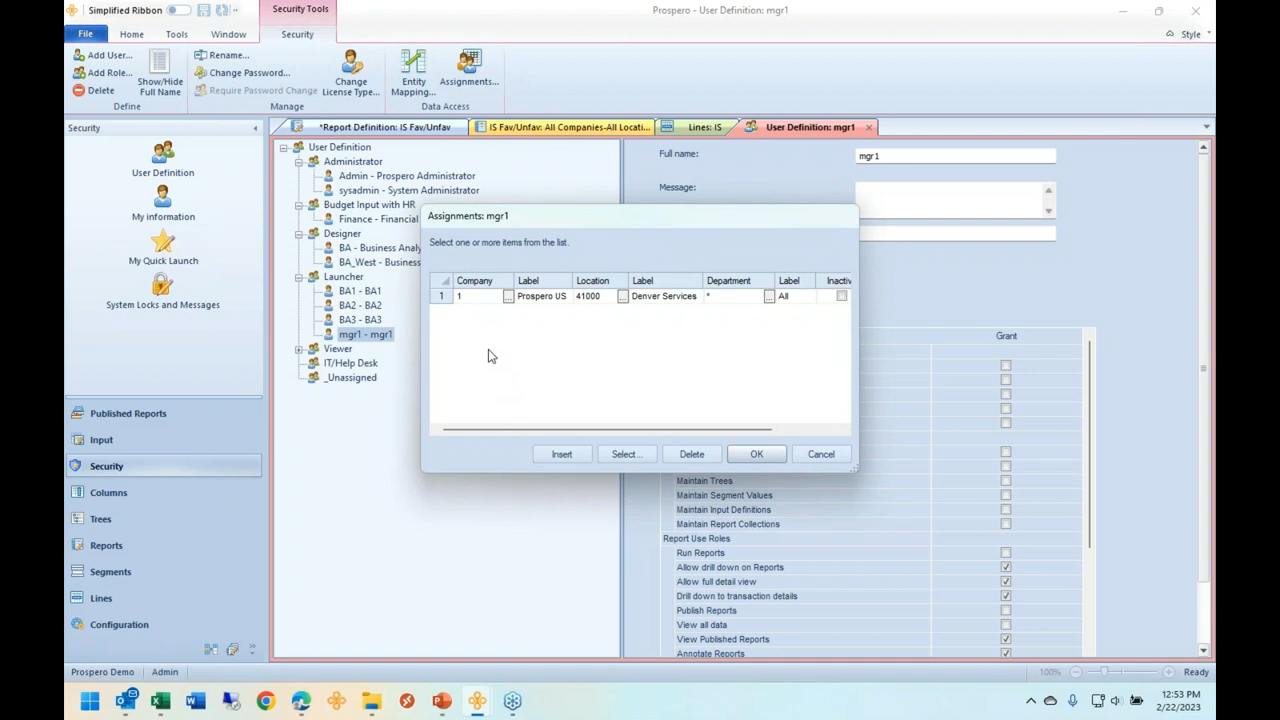 Simplified Ribbon
Security Tools
Prospero - User Definition: mgr1
File
Home
Tools
Window
Security
Style
Add User...
Add Role...
Delete
Show/Hide
Full Name
Define
Rename...
Change Password...
Require Password Change
Change
License Type...
Manage
Entity
Mapping...
Assignments...
Data Access
Security
User Definition
My information
My Quick Launch
System Locks and Messages
Published Reports
Input
Security
Columns
Trees
Reports
Segments
Lines
Configuration
*Report Definition: IS Fav/Unfav
IS Fav/Unfav: All Companies-All Locati...
Lines: IS
User Definition: mgr1
User Definition
Administrator
Admin - Prospero Administrator
sysadmin - System Administrator
Budget Input with HR
Finance - Financial
Designer
BA - Business Analy
BA_West - Business
Launcher
BA1 - BA1
BA2 - BA2
BA3 - BA3
mgr1 - mgr1
Viewer
IT/Help Desk
_Unassigned
Full name:
mgr1
Message:
Assignments: mgr1
Select one or more items from the list.
Company Label Location Label Department Label Inactiv
1 1 ... Prospero US 41000 ... Denver Services * ... All
Insert
Select...
Delete
OK
Cancel
Grant
Maintain Trees
Maintain Segment Values
Maintain Input Definitions
Maintain Report Collections
Report Use Roles
Run Reports
Allow drill down on Reports
Allow full detail view
Drill down to transaction details
Publish Reports
View all data
View Published Reports
Annotate Reports
Prospero Demo
Admin
100%
Ready
12:53 PM
2/22/2023